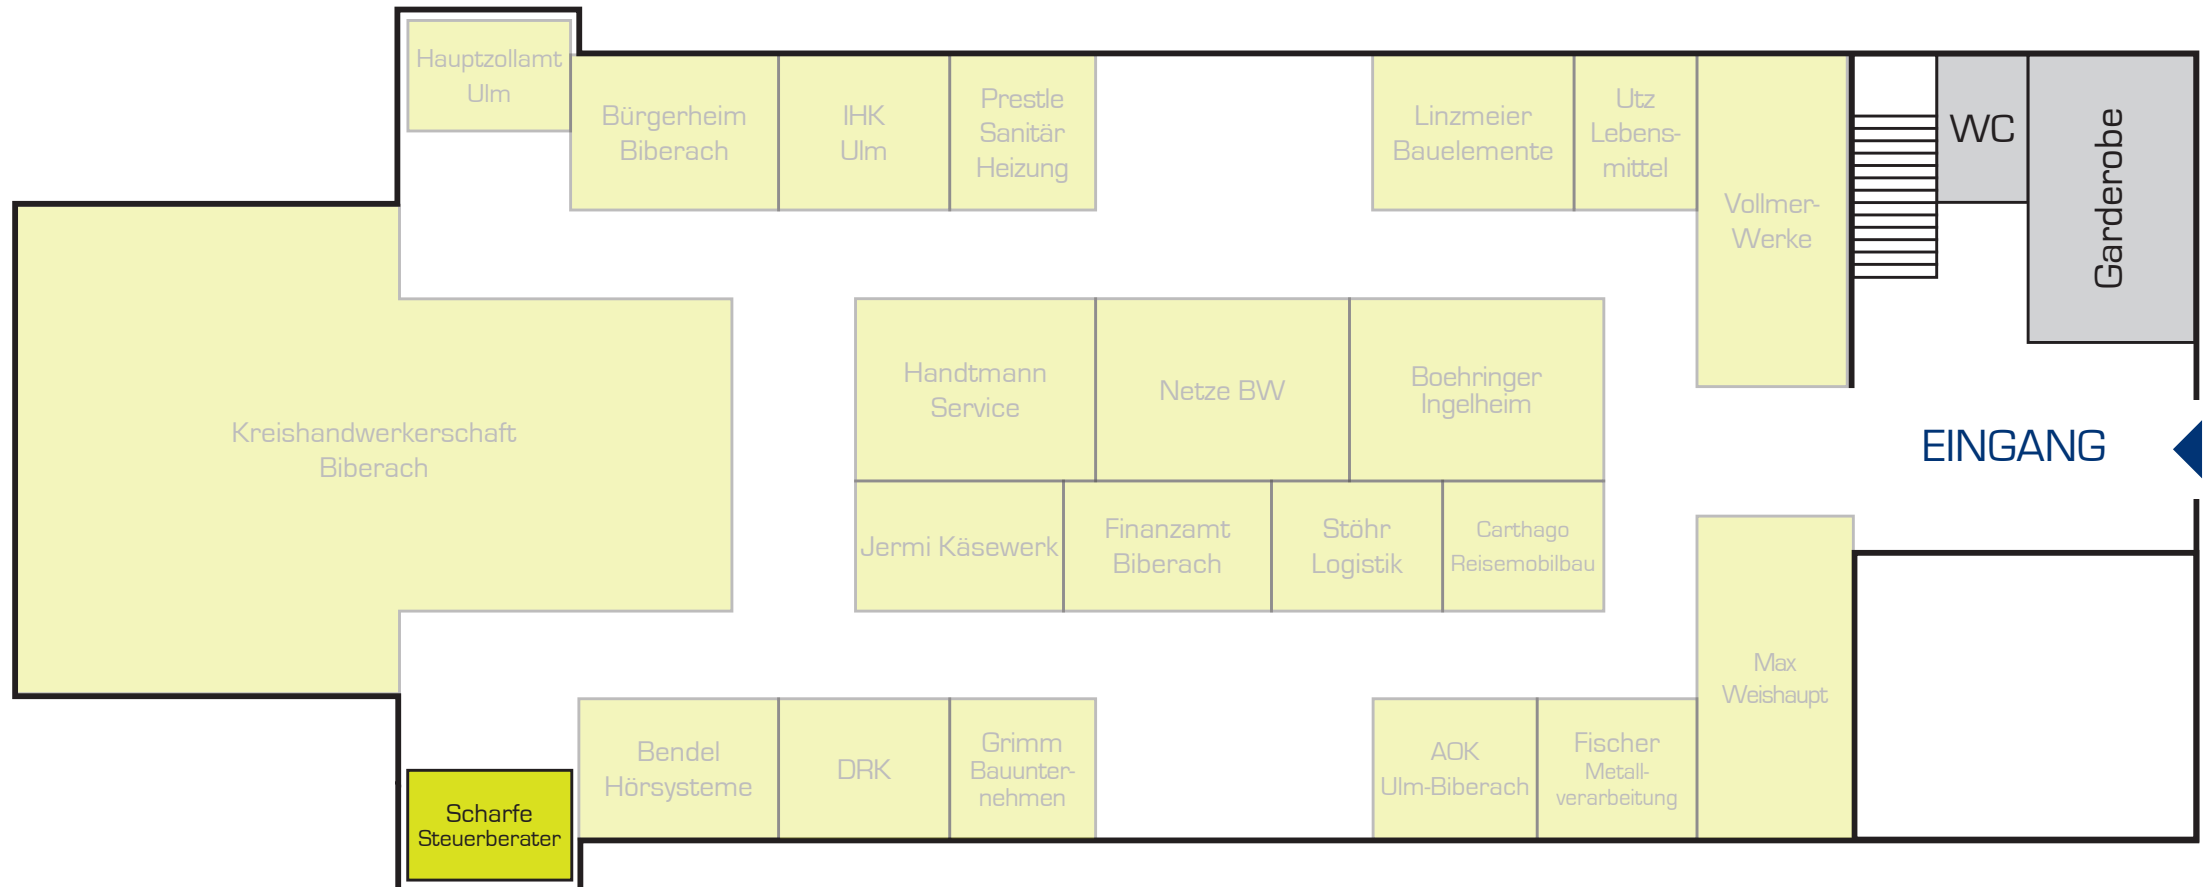 Hauptzollamt
Ulm
Bürgerheim
Biberach
IHK
Ulm
Prestle
Sanitär
Heizung
Linzmeier
Bauelemente
Utz
Lebens-
mittel
Vollmer-
Werke
WC
Garderobe
Kreishandwerkerschaft
Biberach
Handtmann
Service
Netze BW
Boehringer
Ingelheim
EINGANG
Jermi Käsewerk
Finanzamt
Biberach
Stöhr
Logistik
Carthago
Reisemobilbau
Max
Weishaupt
Scharfe
Steuerberater
Bendel
Hörsysteme
DRK
Grimm
Bauunter-
nehmen
AOK
Ulm-Biberach
Fischer
Metall-
verarbeitung